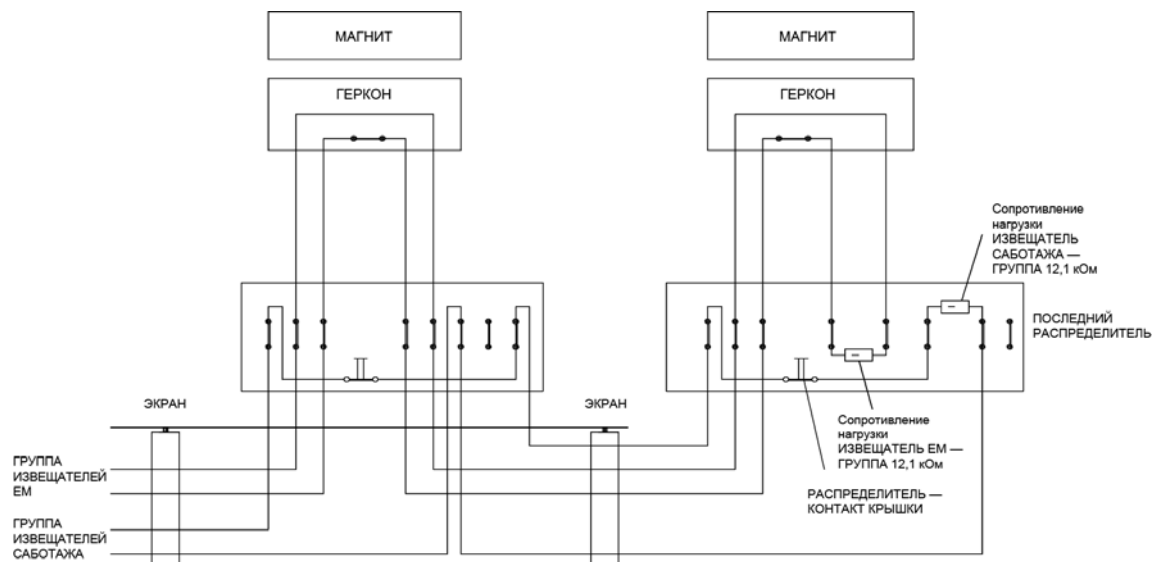 МАГНИТ
МАГНИТ
ГЕРКОН
ГЕРКОН
Сопротивление
нагрузки
ИЗВЕЩАТЕЛЬ
САБОТАЖА —
ГРУППА 12,1 кОм
ПОСЛЕДНИЙ
РАСПРЕДЕЛИТЕЛЬ
ЭКРАН
ЭКРАН
Сопротивление
нагрузки
ИЗВЕЩАТЕЛЬ ЕМ —
ГРУППА 12,1 кОм
ГРУППА
ИЗВЕЩАТЕЛЕЙ
ЕМ
РАСПРЕДЕЛИТЕЛЬ —
КОНТАКТ КРЫШКИ
ГРУППА
ИЗВЕЩАТЕЛЕЙ
САБОТАЖА